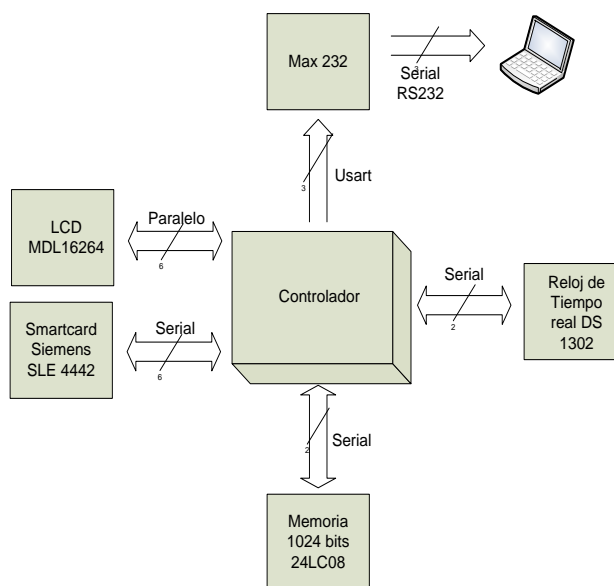 Max 232
3
Serial
RS232
3
Usart
LCD
MDL16264
Paralelo
6
Smartcard
Siemens
SLE 4442
Serial
6
Controlador
Serial
2
Reloj de
Tiempo
real DS
1302
2
Serial
Memoria
1024 bits
24LC08